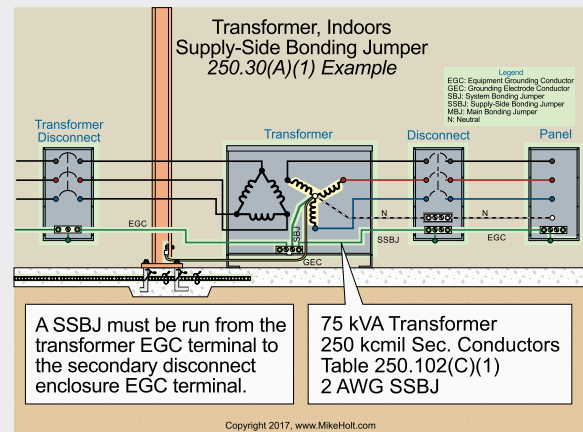 Transformer, Indoors
Supply-Side Bonding Jumper
250.30(A)(1) Example
Legend
EGC: Equipment Grounding Conductor
GEC: Grounding Electrode Conductor
SBJ: System Bonding Jumper
SSBJ: Supply-Side Bonding Jumper
MBJ: Main Bonding Jumper
N: Neutral
Transformer
Disconnect
Transformer
Disconnect
Panel
EGC
SSBJ
GEC
N
N
SSBJ
EGC
A SSBJ must be run from the
transformer EGC terminal to
the secondary disconnect
enclosure EGC terminal.
75 kVA Transformer
250 kcmil Sec. Conductors
Table 250.102(C)(1)
2 AWG SSBJ
Copyright 2017, www.MikeHolt.com